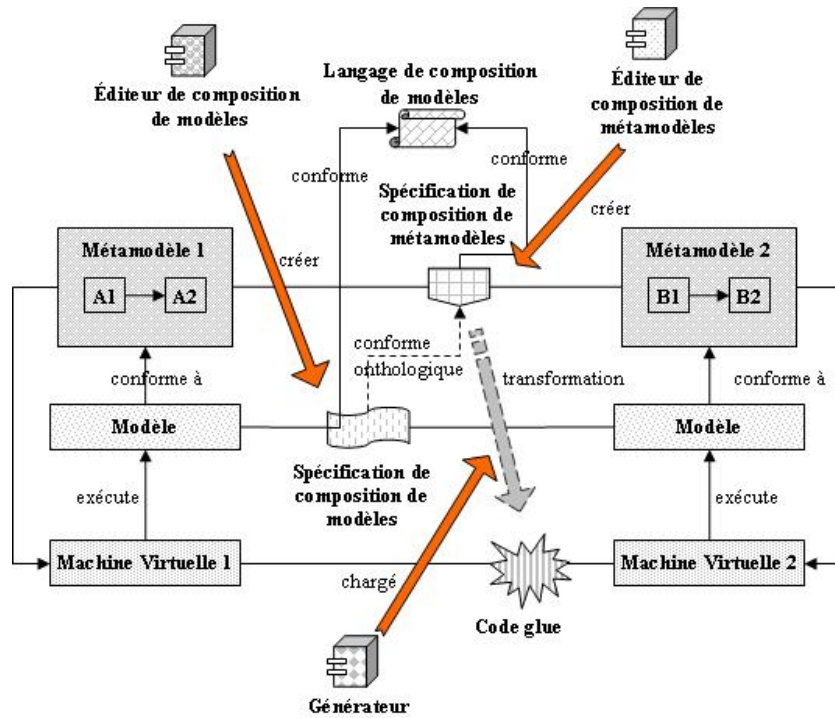 Éditeur de composition
de modèles
Langage de composition
de modèles
Éditeur de
composition de
métamodèles
conforme
conforme
Spécification de
composition de
métamodèles
créer
créer
Métamodèle 1
A1
A2
Métamodèle 2
B1
B2
conforme
onthologique
transformation
conforme à
conforme à
Modèle
Modèle
Spécification de
composition de
modèles
exécute
exécute
Machine Virtuelle 1
Machine Virtuelle 2
chargé
Code glue
Générateur